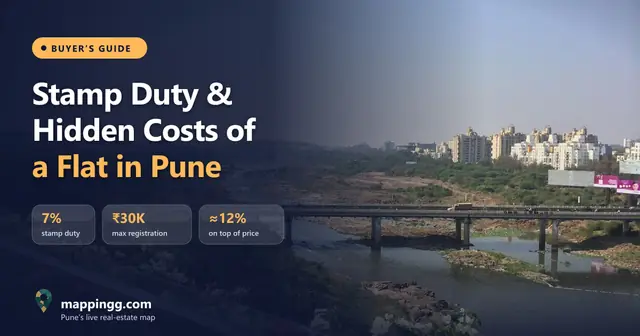 BUYER'S GUIDE
Stamp Duty &
Hidden Costs of
a Flat in Pune
7%
stamp duty
₹30K
max registration
≈12%
on top of price
mappingg.com
Pune's live real-estate map